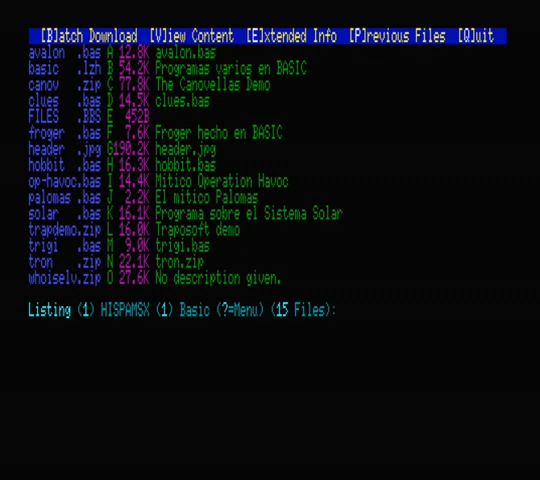 [B]atch Download [V]iew Content [E]xtended Info [P]revious Files [Q]uit
avalon .bas A 12.8K avalon.bas
basic .lzh B 54.2K Programas varios en BASIC
canov .zip C 77.8K The Canovellas Demo
clues .bas D 14.5K clues.bas
FILES .BBS E 452B
froger .bas F 7.6K Froger hecho en BASIC
header .jpg G190.2K header.jpg
hobbit .bas H 16.3K hobbit.bas
op-havoc.bas I 14.4K Mitico Operation Havoc
palomas .bas J 2.2K El mitico Palomas
solar .bas K 16.1K Programa sobre el Sistema Solar
trapdemo.zip L 16.0K Traposoft demo
trigi .bas M 9.0K trigi.bas
tron .zip N 22.1K tron.zip
whoiselv.zip O 27.6K No description given.
Listing (1) HISPAMSX (1) Basic (?=Menu) (15 Files):